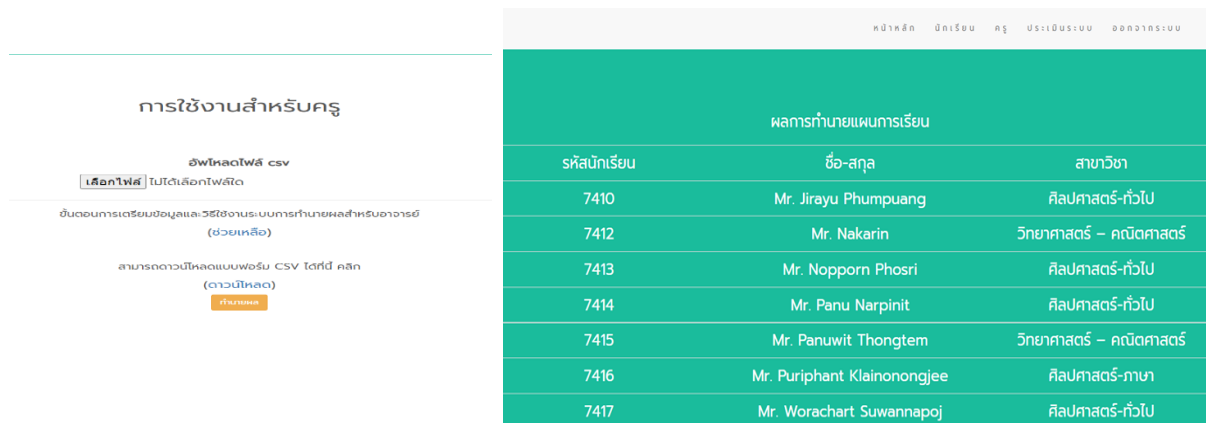 การใช้งานสำหรับครู
อัพโหลดไฟล์ csv
เลือกไฟล์ ไม่ได้เลือกไฟล์ใด
ขั้นตอนการเตรียมข้อมูลและวิธีใช้งานระบบการทำนายผลสำหรับอาจารย์
(ช่วยเหลือ)
สามารถดาวน์โหลดแบบฟอร์ม CSV ได้ที่นี้ คลิก
(ดาวน์โหลด)
ทำนายผล
หน้าหลัก นักเรียน ครู ประเมินระบบ ออกจากระบบ
ผลการทำนายแผนการเรียน
รหัสนักเรียน ชื่อ-สกุล สาขาวิชา
7410 Mr. Jirayu Phumpuang ศิลปศาสตร์-ทั่วไป
7412 Mr. Nakarin วิทยาศาสตร์ – คณิตศาสตร์
7413 Mr. Nopporn Phosri ศิลปศาสตร์-ทั่วไป
7414 Mr. Panu Narpinit ศิลปศาสตร์-ทั่วไป
7415 Mr. Panuwit Thongtem วิทยาศาสตร์ – คณิตศาสตร์
7416 Mr. Puriphant Klainonongjee ศิลปศาสตร์-ภาษา
7417 Mr. Worachart Suwannapoj ศิลปศาสตร์-ทั่วไป